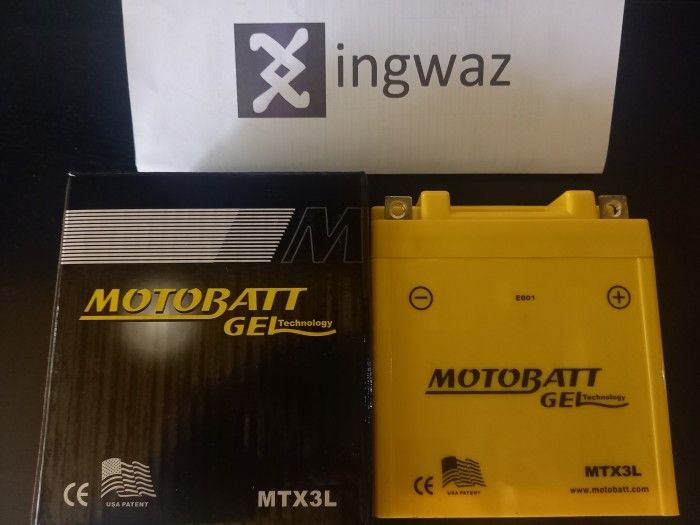 ingwaz
M
MOTOBATT
GEL Technology
CE
USA PATENT
MTX3L
E001
MOTOBATT
GEL Technology
CE
USA PATENT
MTX3L
www.motobatt.com